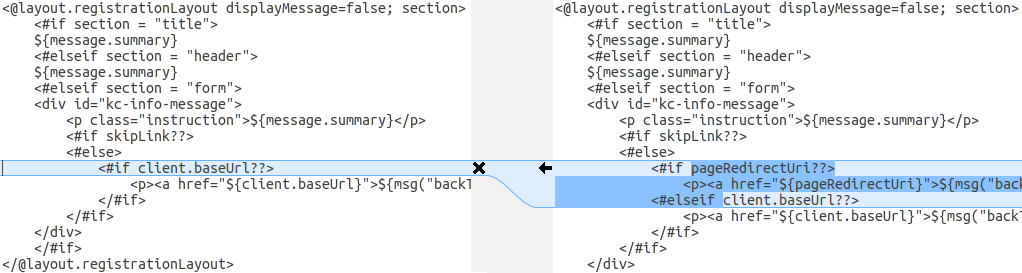 <@layout.registrationLayout displayMessage=false; section>
    <#if section = "title">
    ${message.summary}
    <#elseif section = "header">
    ${message.summary}
    <#elseif section = "form">
    <div id="kc-info-message">
        <p class="instruction">${message.summary}</p>
        <#if skipLink??>
        <#else>
            <#if client.baseUrl??>
                <p><a href="${client.baseUrl}">${msg("back
            </#if>
        </#if>
    </div>
    </#if>
</@layout.registrationLayout>
<@layout.registrationLayout displayMessage=false; section>
    <#if section = "title">
    ${message.summary}
    <#elseif section = "header">
    ${message.summary}
    <#elseif section = "form">
    <div id="kc-info-message">
        <p class="instruction">${message.summary}</p>
        <#if skipLink??>
        <#else>
            <#if pageRedirectUri??>
                <p><a href="${pageRedirectUri}">${msg("back
            <#elseif client.baseUrl??>
                <p><a href="${client.baseUrl}">${msg("back
            </#if>
        </#if>
    </div>